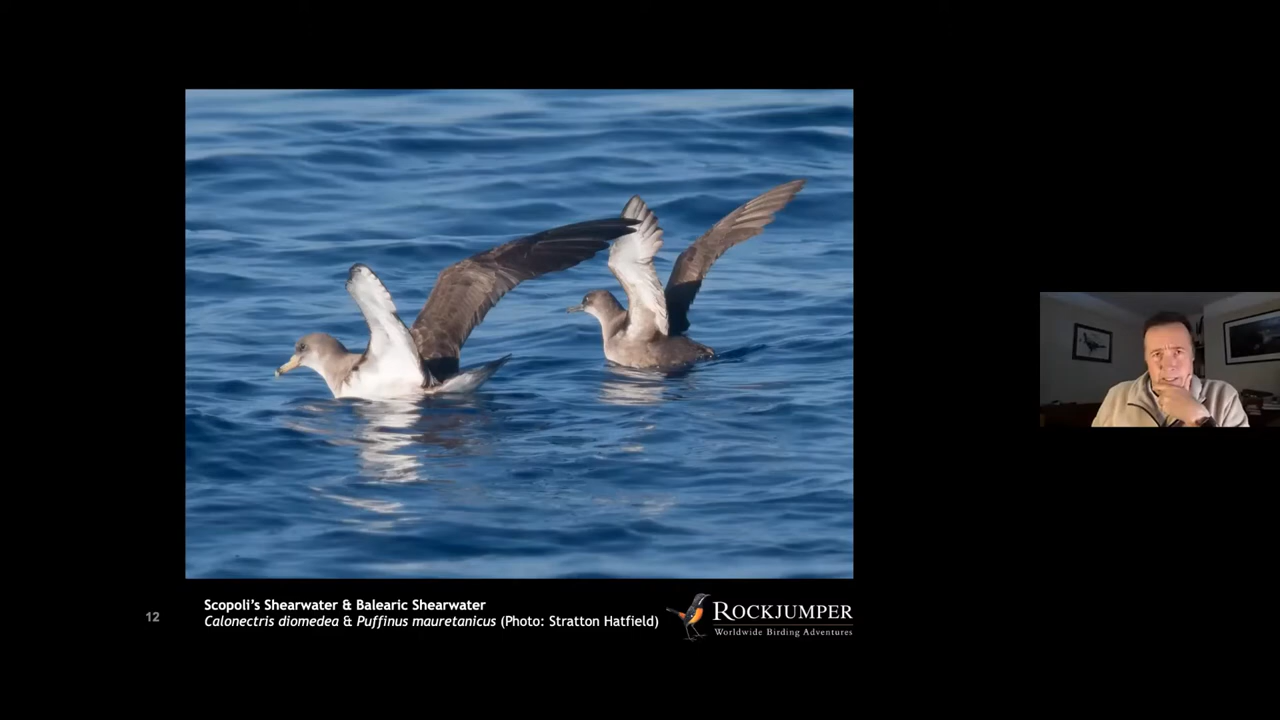 12
Scopoli's Shearwater & Balearic Shearwater
Calonectris diomedea & Puffinus mauretanicus (Photo: Stratton Hatfield)
ROCKJUMPER
Worldwide Birding Adventures